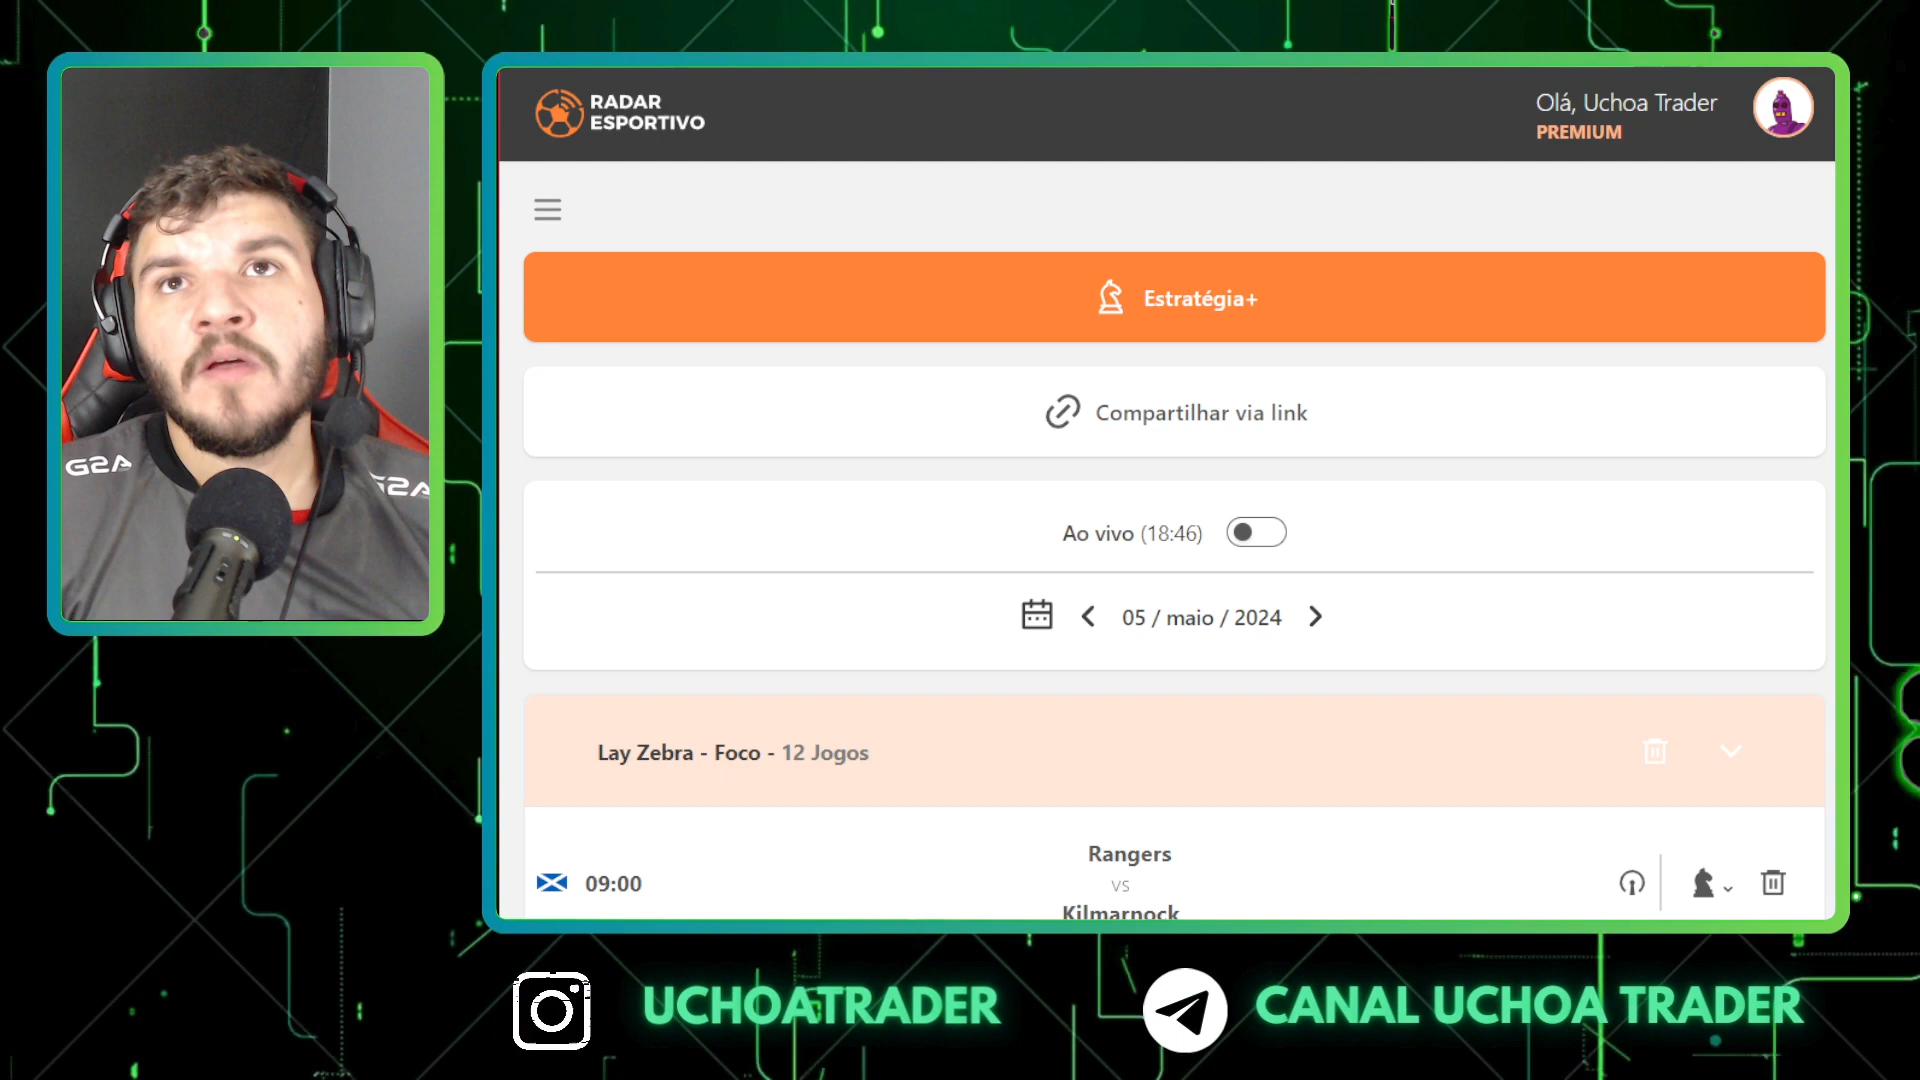 RADAR
ESPORTIVO
Olá, Uchoa Trader
PREMIUM
Estratégia+
Compartilhar via link
Ao vivo (18:46)
05 / maio / 2024
Lay Zebra - Foco - 12 Jogos
09:00
Rangers
VS
Kilmarnock
G2A
G2A
UCHOATRADER
CANAL UCHOA TRADER